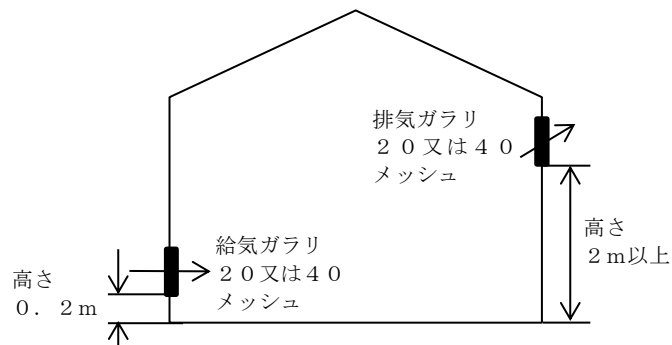 排気ガラリ
２０又は４０
メッシュ
高さ
２ｍ以上
給気ガラリ
２０又は４０
メッシュ
高さ
０．２ｍ